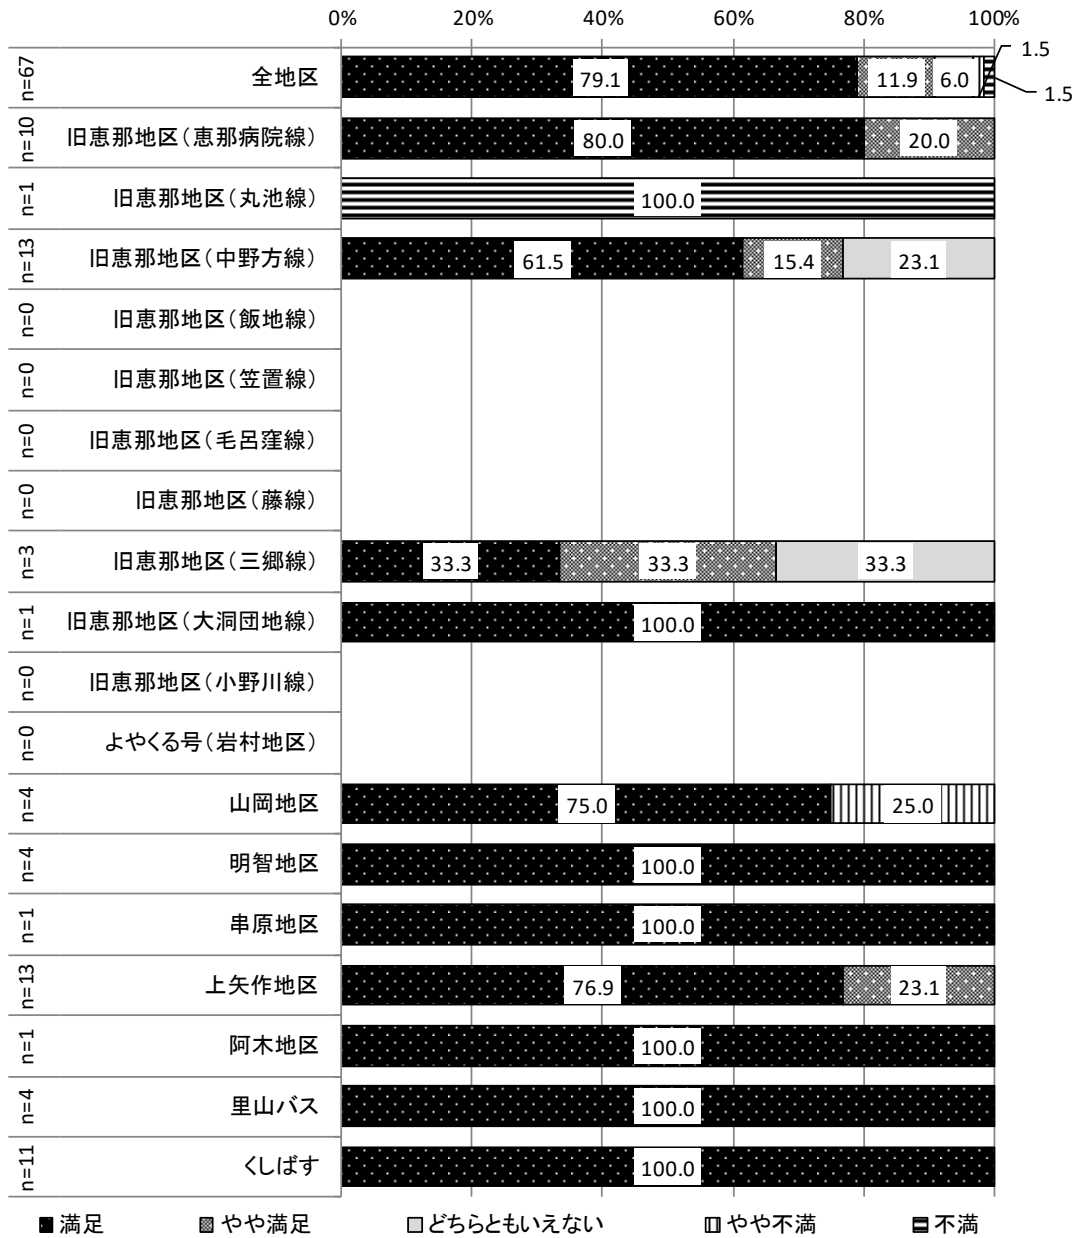 0% 20% 40% 60% 80% 100%
n=67 全地区 79.1 11.9 6.0 1.5 1.5
n=10 旧恵那地区（恵那病院線） 80.0 20.0
n=1 旧恵那地区（丸池線） 100.0
n=13 旧恵那地区（中野方線） 61.5 15.4 23.1
n=0 旧恵那地区（飯地線）
n=0 旧恵那地区（笠置線）
n=0 旧恵那地区（毛呂窪線）
n=0 旧恵那地区（藤線）
n=3 旧恵那地区（三郷線） 33.3 33.3 33.3
n=1 旧恵那地区（大洞団地線） 100.0
n=0 旧恵那地区（小野川線）
n=0 よやくる号（岩村地区）
n=4 山岡地区 75.0 25.0
n=4 明智地区 100.0
n=1 串原地区 100.0
n=13 上矢作地区 76.9 23.1
n=1 阿木地区 100.0
n=4 里山バス 100.0
n=11 くしばす 100.0
満足 やや満足 どちらともいえない やや不満 不満